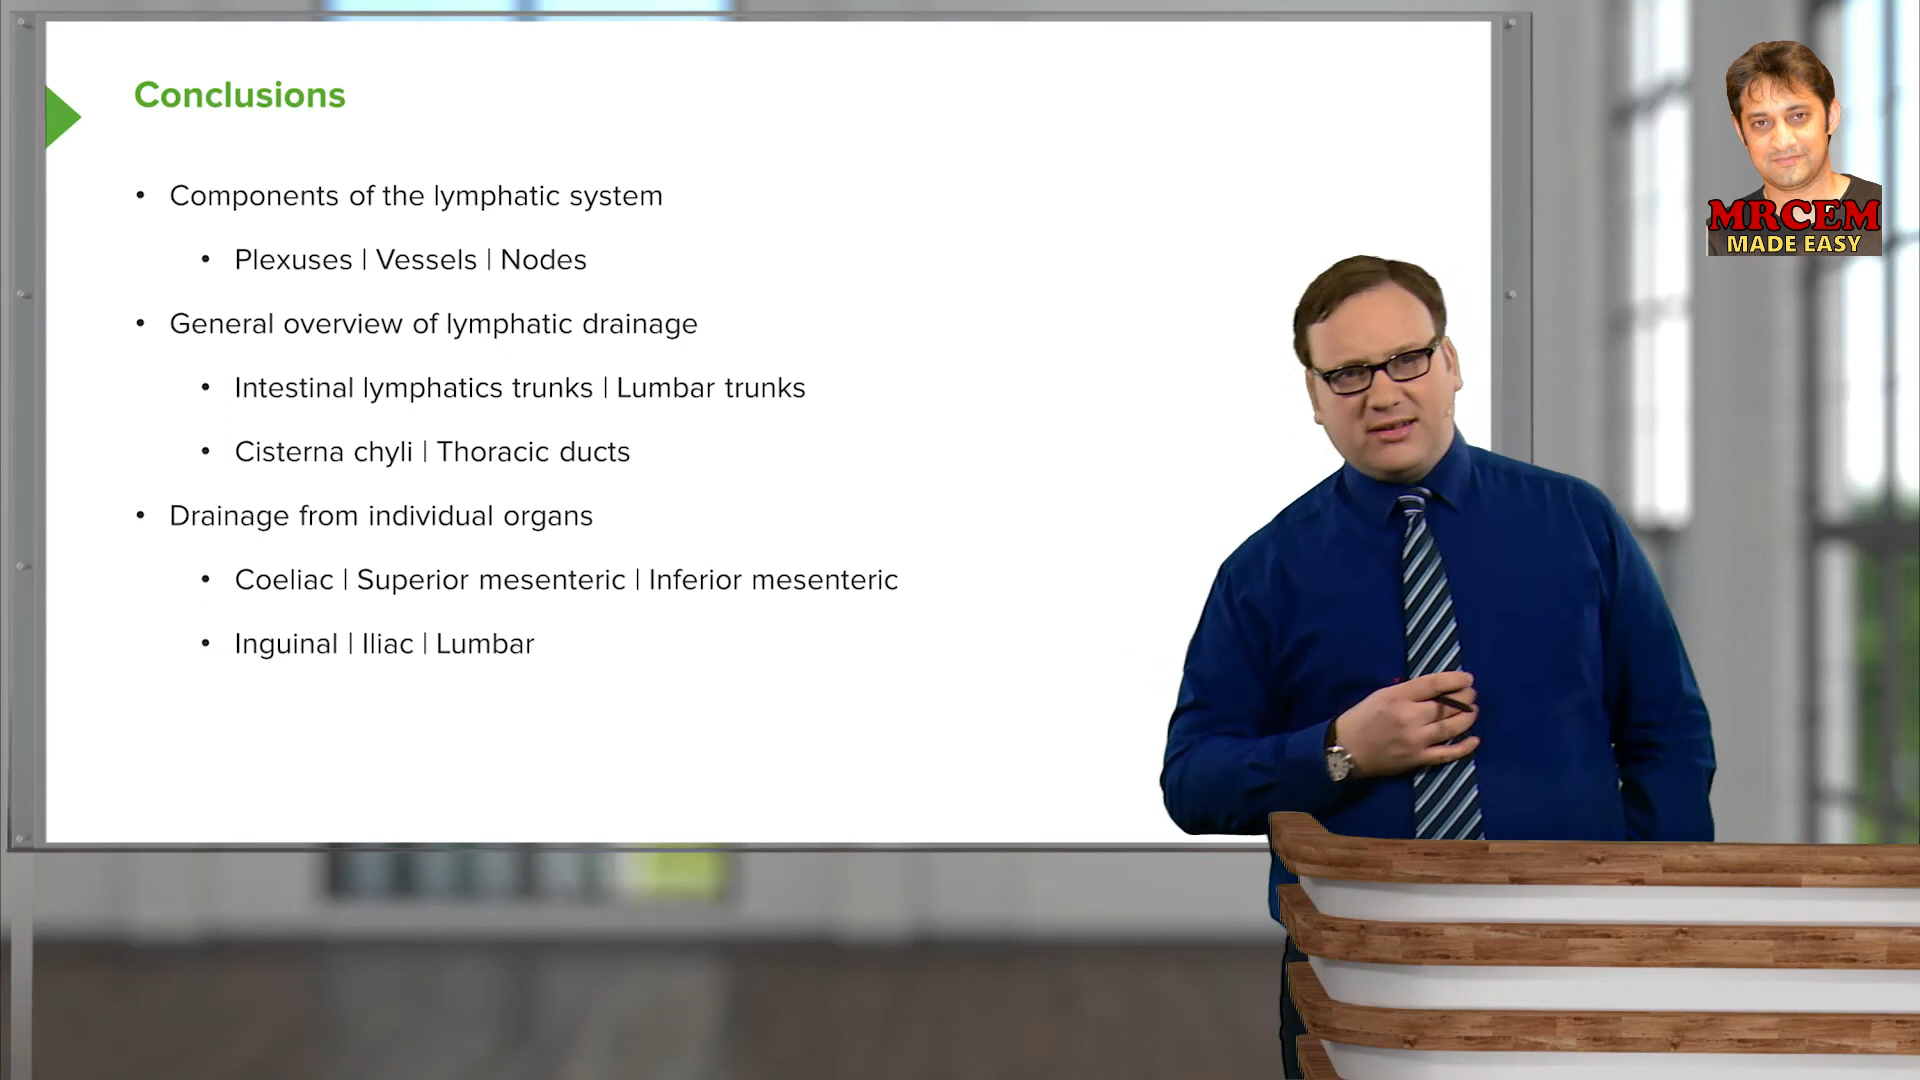 Conclusions
• Components of the lymphatic system
• Plexuses | Vessels | Nodes
• General overview of lymphatic drainage
• Intestinal lymphatics trunks | Lumbar trunks
• Cisterna chyli | Thoracic ducts
• Drainage from individual organs
• Coeliac | Superior mesenteric | Inferior mesenteric
• Inguinal | Iliac | Lumbar
MRCEM
MADE EASY